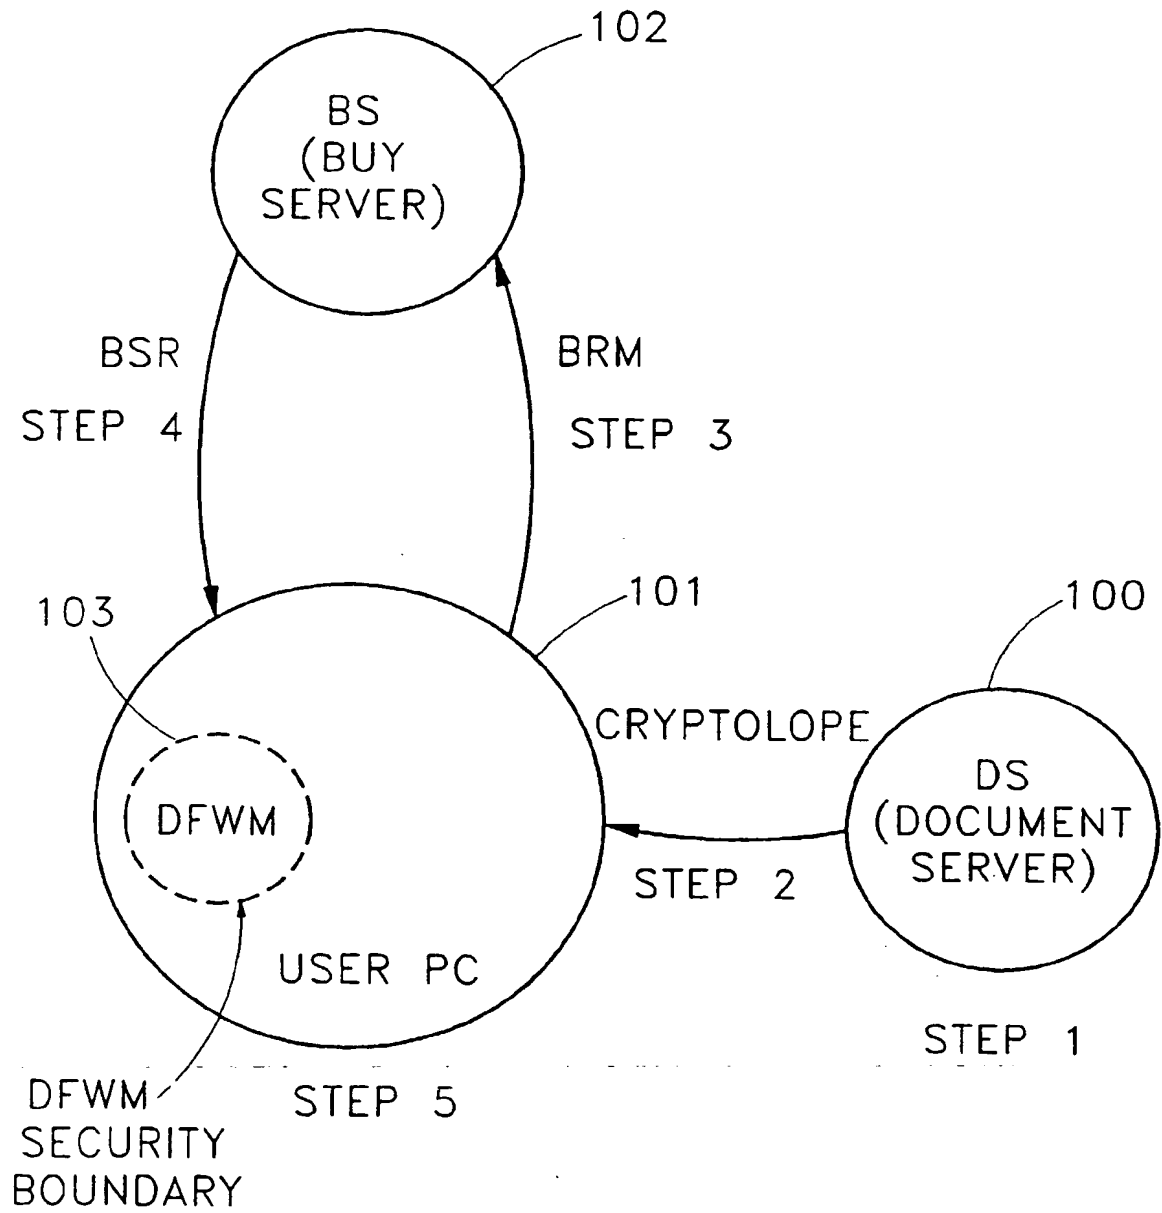 102
BS
(BUY
SERVER)
BSR
BRM
STEP 4
STEP 3
103
101
100
CRYPTOLOPE
DS
(DOCUMENT
SERVER)
DFWM
STEP 2
USER PC
STEP 1
DFWM
SECURITY
BOUNDARY
STEP 5